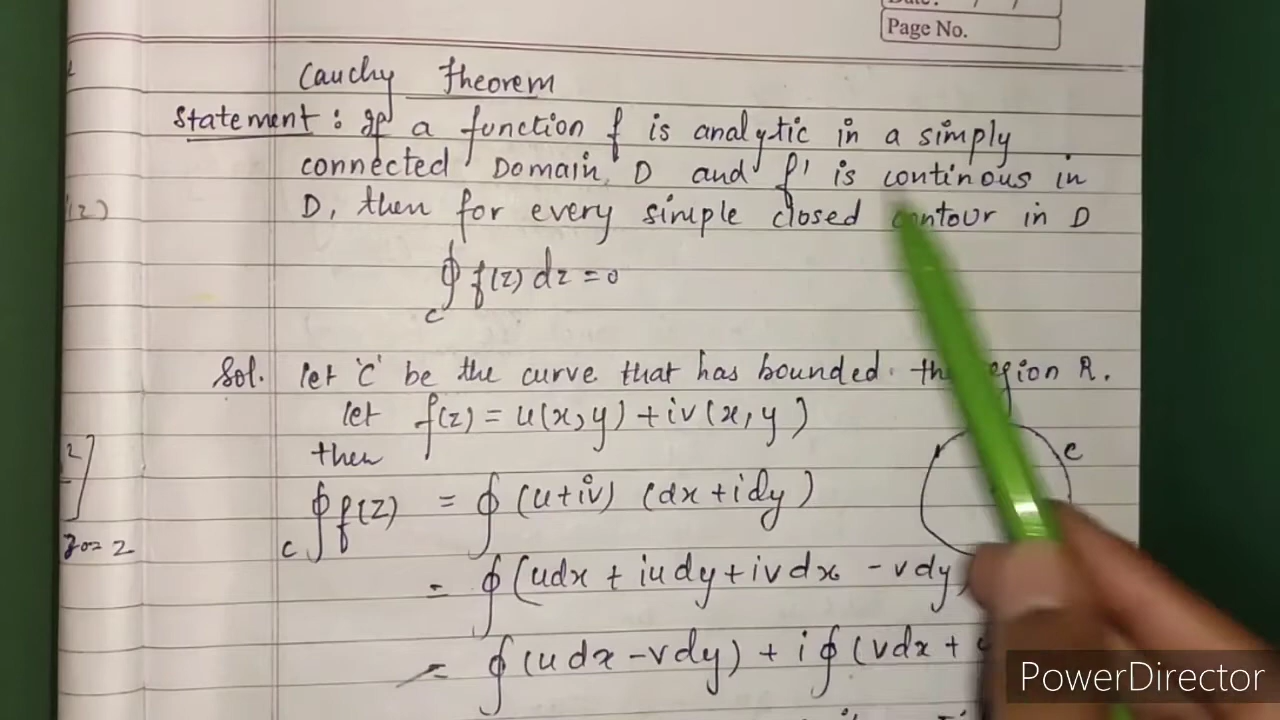 Page No.
Cauchy Theorem
Statement : If a function f is analytic in a simply
connected Domain D and f' is continous in
D, then for every simple closed contour in D
∮ f(z) dz = 0
C
Sol. let 'C' be the curve that has bounded the region R.
let f(z) = u(x,y) + iv(x,y)
then
C
∮ f(z) = ∮ (u+iv) (dx+idy)
C
= ∮ (udx + iudy + ivdx - vdy
= ∮ (udx - vdy) + i ∮ (vdx +
PowerDirector